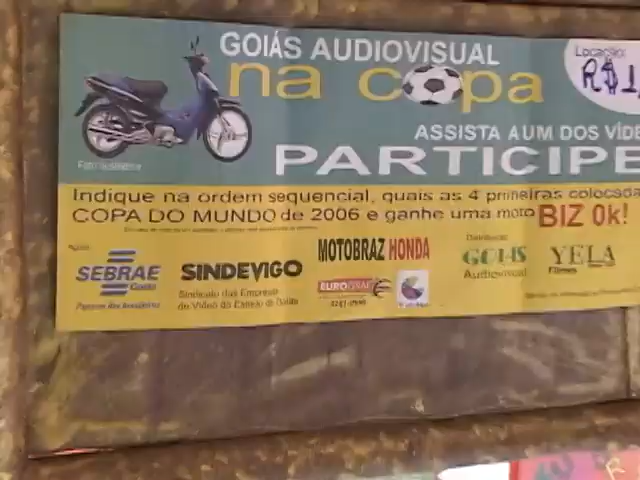 GOIÁS AUDIOVISUAL
na copa
Locação:
R$1,
ASSISTA A UM DOS VÍDE
PARTICIPE
Indique na ordem sequencial, quais as 4 primeiras colocada
COPA DO MUNDO de 2006 e ganhe uma moto BIZ 0k!
SEBRAE
Goiás
SINDEVIGO
Sindicato das Empresas
de Vídeo do Estado de Goiás
MOTOBRAZ HONDA
EUROGRAF
GOIÁS
Audiovisual
YELA
Filmes